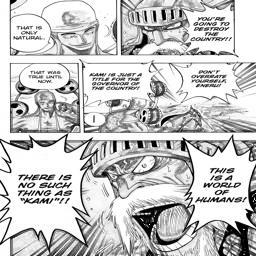 YOU'RE
GOING TO
DESTROY
THE
COUNTRY!!
THAT IS
ONLY
NATURAL.
DON'T
OVERRATE
YOURSELF,
ENERU!
KAMI IS JUST A
TITLE FOR THE
GOVERNOR OF
THE COUNTRY!
THAT WAS
TRUE UNTIL
NOW.
THIS
IS A
WORLD
OF
HUMANS!
THERE IS
NO SUCH
THING AS
"KAMI"!!